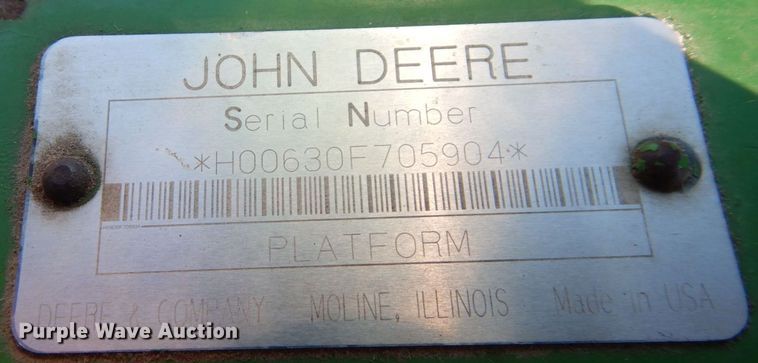 JOHN DEERE
Serial Number
*H00630F705904*
PLATFORM
DEERE & COMPANY MOLINE, ILLINOIS Made in USA
Purple Wave Auction